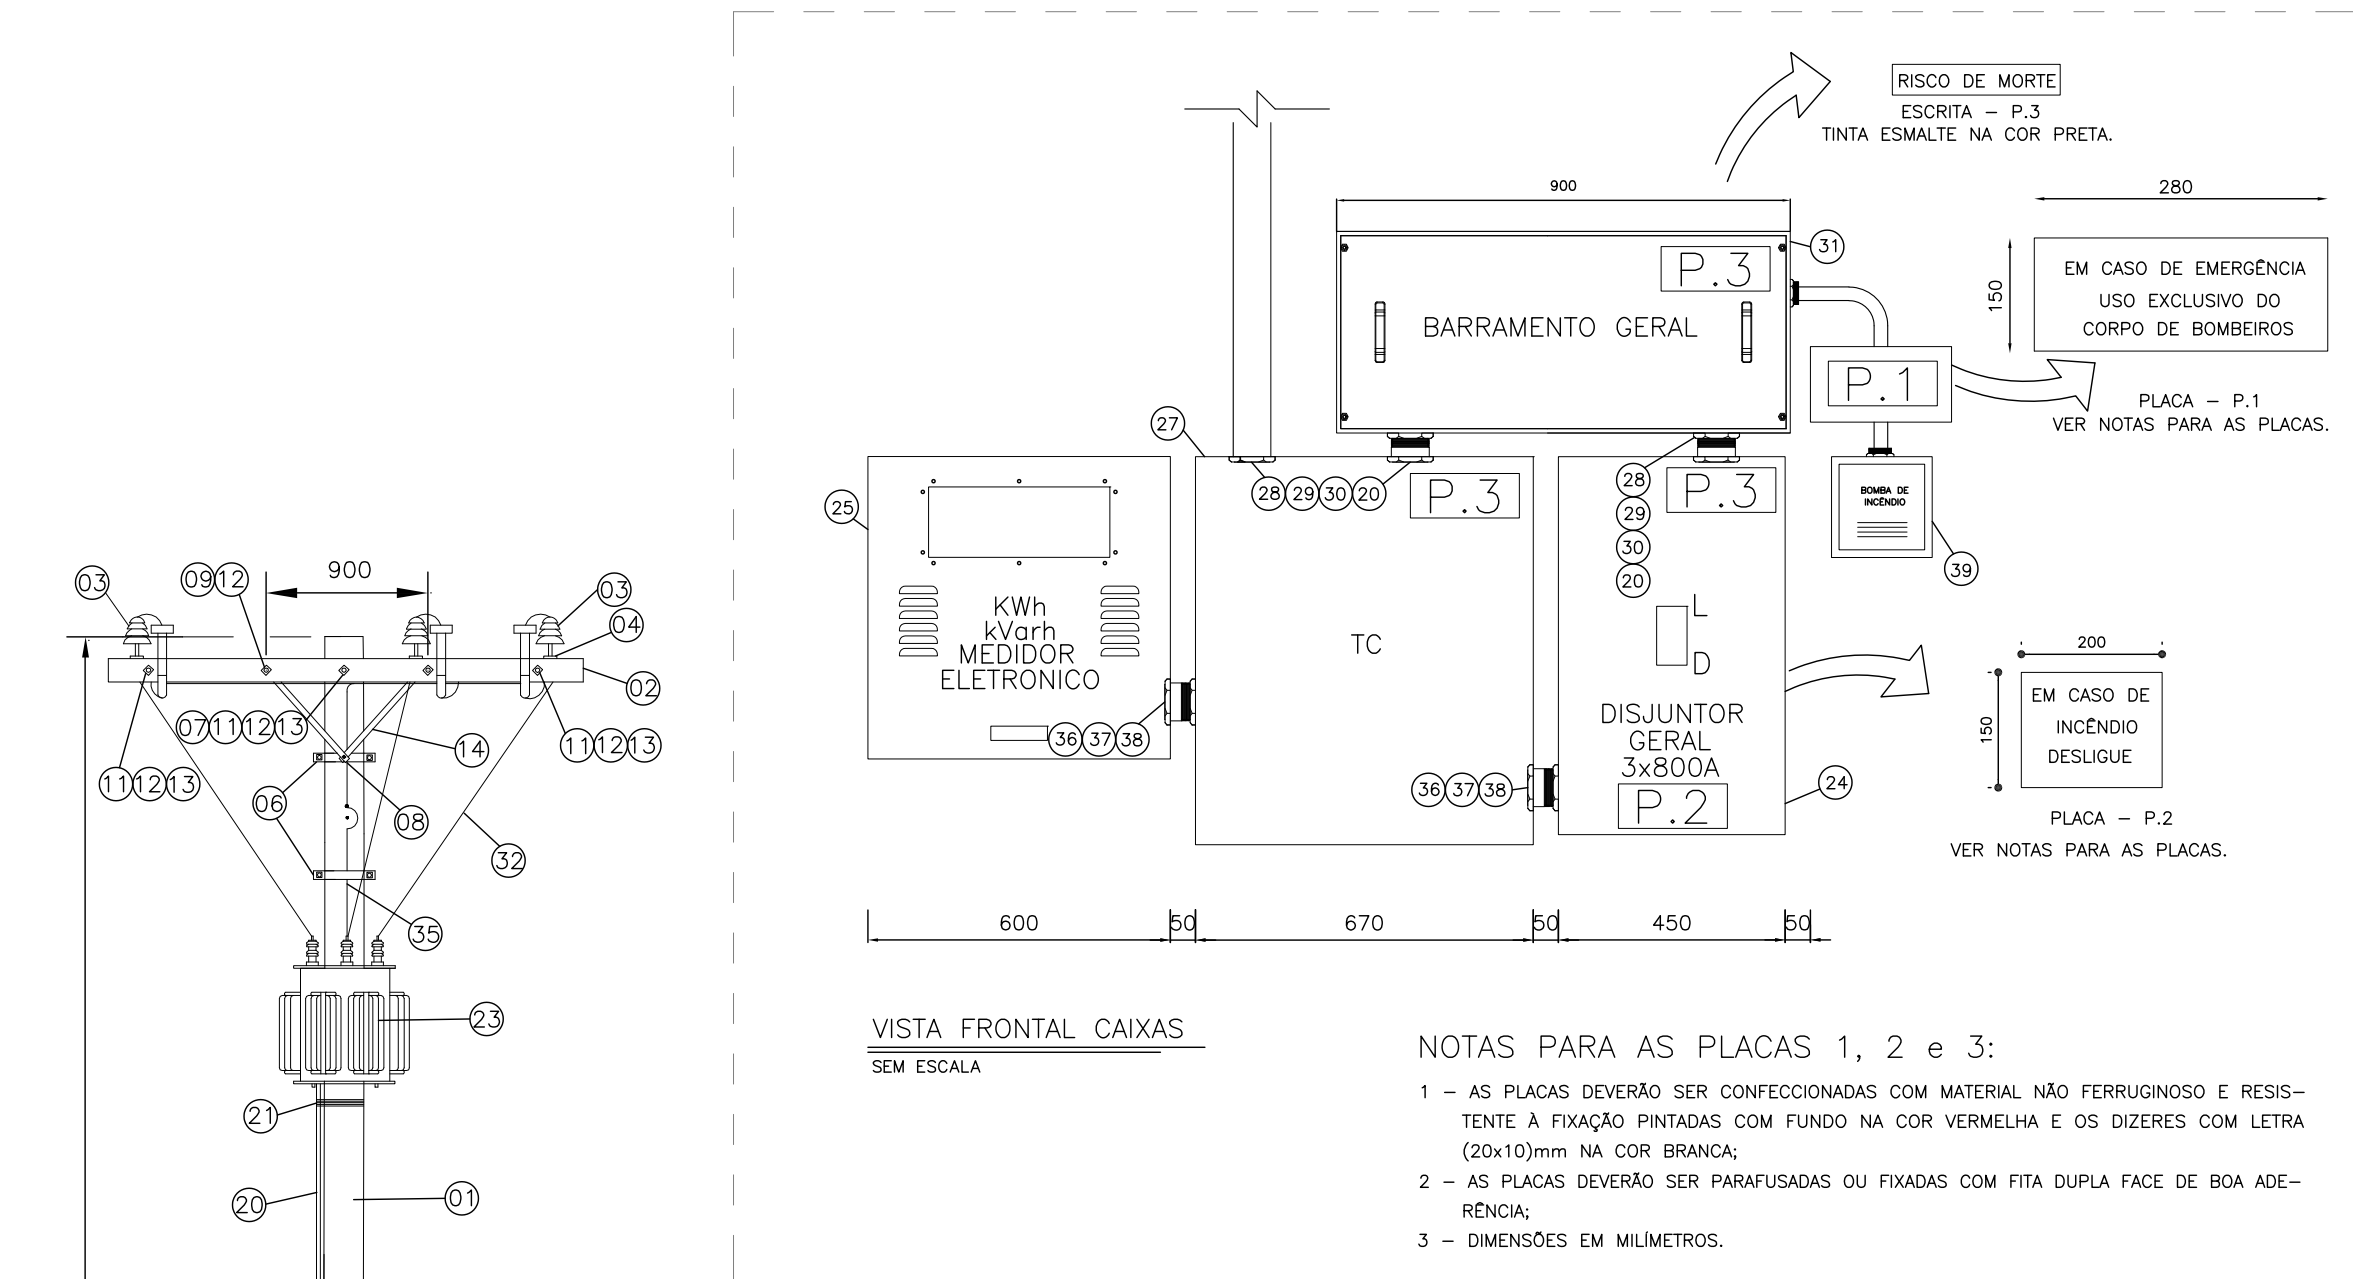 RISCO DE MORTE
ESCRITA – P.3
TINTA ESMALTE NA COR PRETA.
900
280
150
31
P.3
BARRAMENTO GERAL
EM CASO DE EMERGÊNCIA
USO EXCLUSIVO DO
CORPO DE BOMBEIROS
P.1
PLACA – P.1
VER NOTAS PARA AS PLACAS.
27
25
28 29 30 20
P.3
28
29
30
20
P.3
BOMBA DE
INCÊNDIO
39
KWh
kVarh
MEDIDOR
ELETRONICO
36 37 38
TC
L
D
DISJUNTOR
GERAL
3x800A
P.2
36 37 38
24
200
150
EM CASO DE
INCÊNDIO
DESLIGUE
PLACA – P.2
VER NOTAS PARA AS PLACAS.
600 50 670 50 450 50
03
09 12
900
03
04
02
07 11 12 13
14
11 12 13
11 12 13
06
08
32
35
23
21
20
01
VISTA FRONTAL CAIXAS
SEM ESCALA
NOTAS PARA AS PLACAS 1, 2 e 3:
1 – AS PLACAS DEVERÃO SER CONFECCIONADAS COM MATERIAL NÃO FERRUGINOSO E RESIS–
TENTE À FIXAÇÃO PINTADAS COM FUNDO NA COR VERMELHA E OS DIZERES COM LETRA
(20x10)mm NA COR BRANCA;
2 – AS PLACAS DEVERÃO SER PARAFUSADAS OU FIXADAS COM FITA DUPLA FACE DE BOA ADE–
RÊNCIA;
3 – DIMENSÕES EM MILÍMETROS.